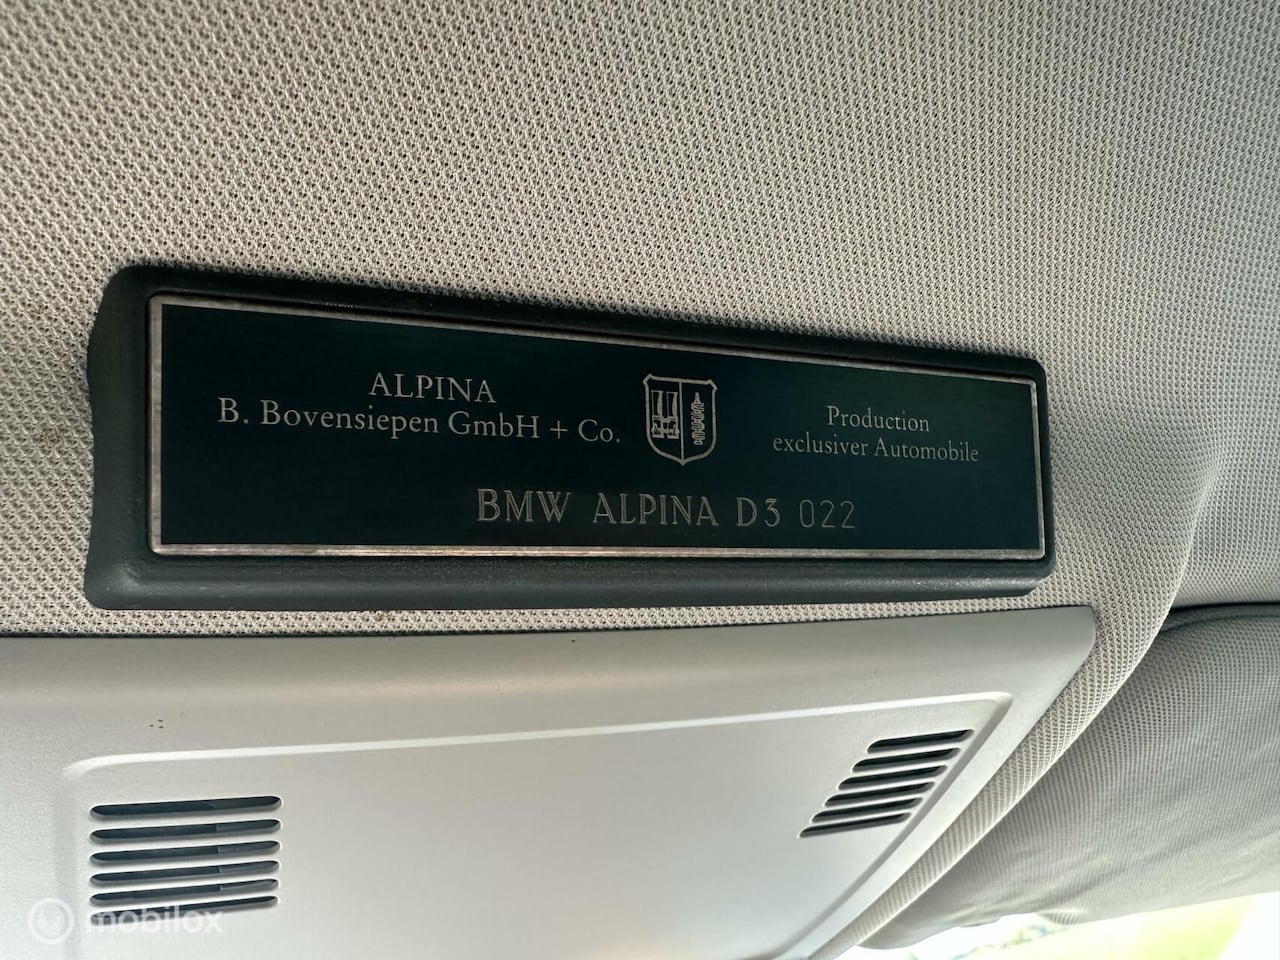 ALPINA
B. Bovensiepen GmbH + Co.
Production
exclusiver Automobile
BMW ALPINA D3 022
mobilox